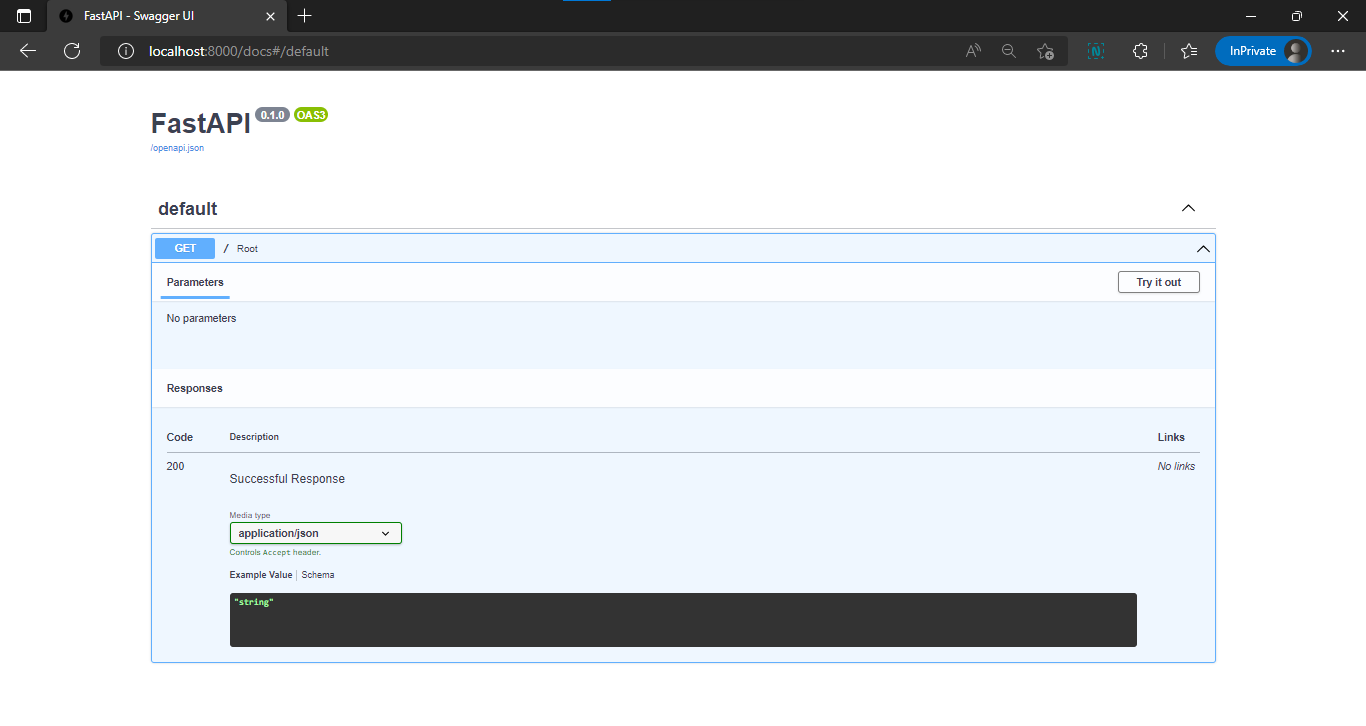 FastAPI - Swagger UI
localhost:8000/docs#/default
InPrivate
FastAPI 0.1.0 OAS3
/openapi.json
default
GET / Root
Parameters Try it out
No parameters
Responses
Code Description Links
200 Successful Response No links
Media type
application/json
Controls Accept header.
Example Value Schema
"string"